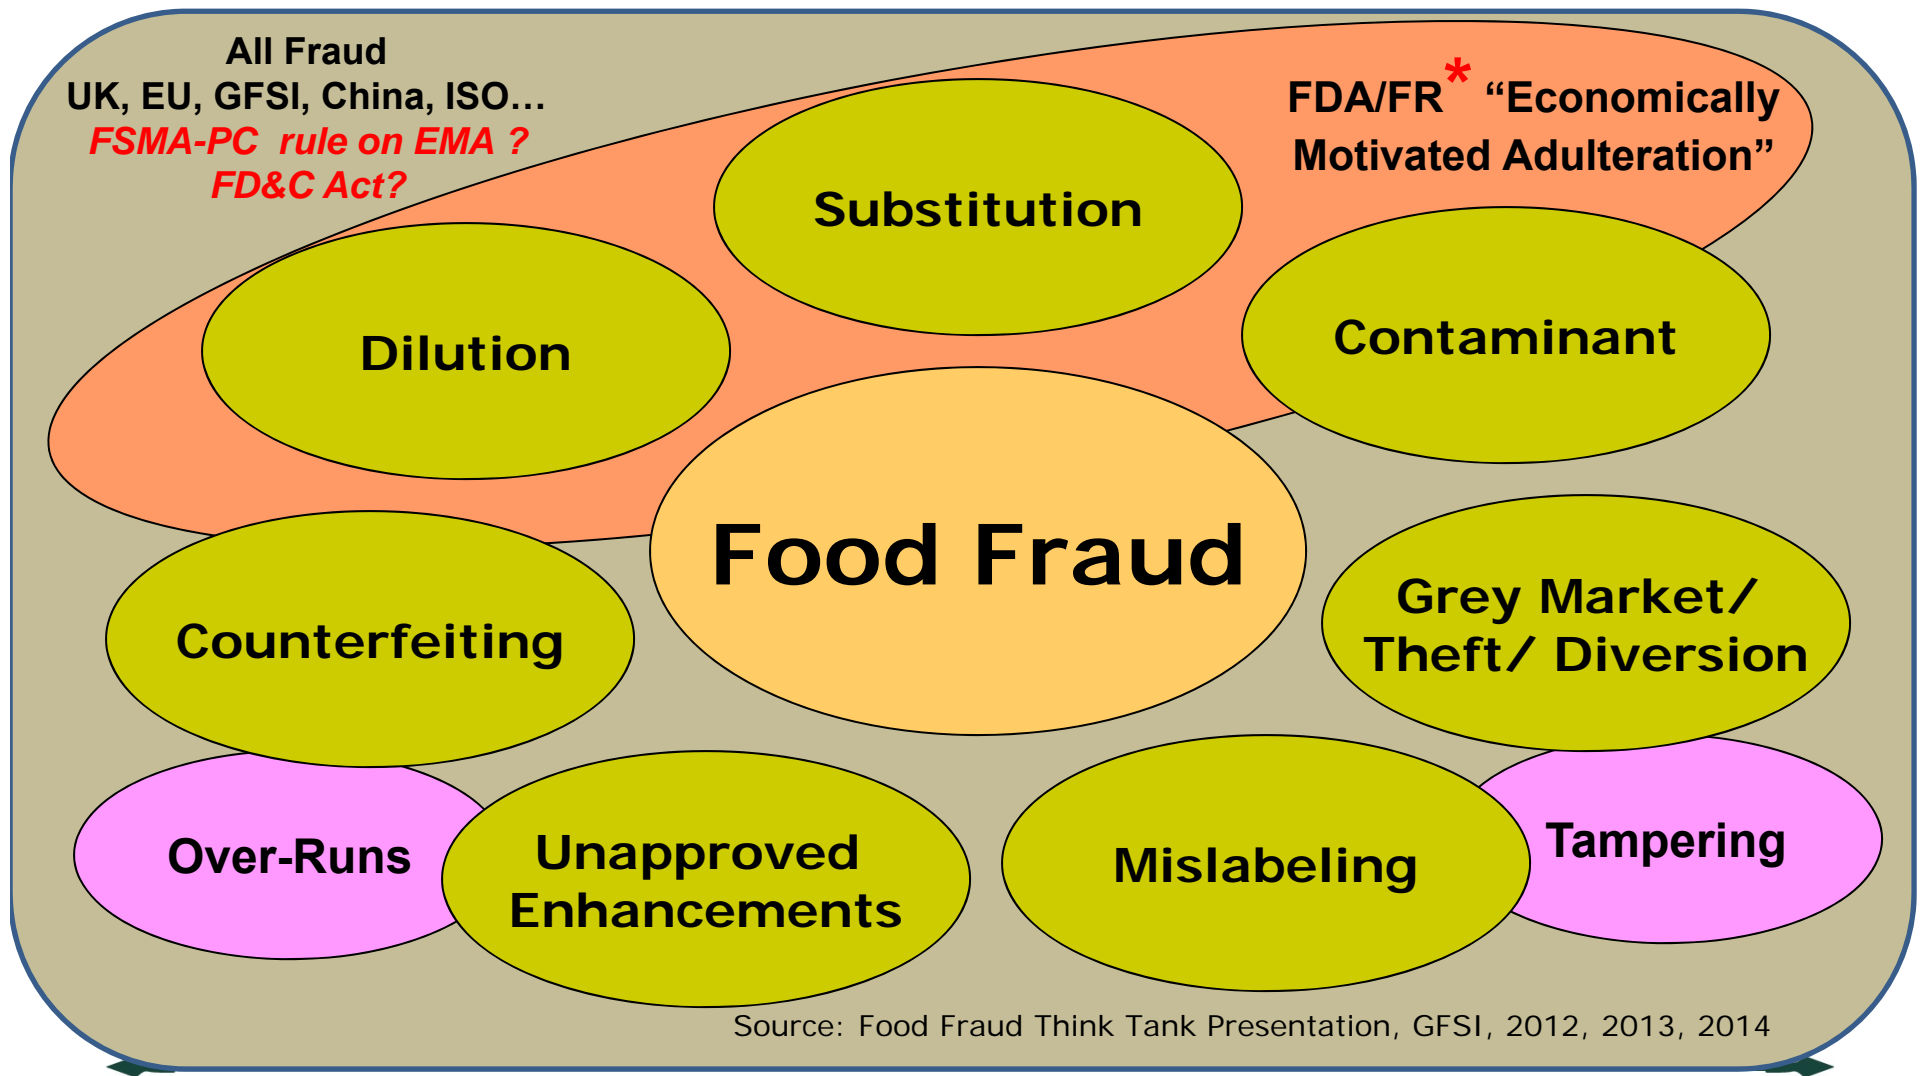 All Fraud
UK, EU, GFSI, China, ISO…
FSMA-PC rule on EMA ?
FD&C Act?
FDA/FR* “Economically
Motivated Adulteration”
Substitution
Dilution
Contaminant
Food Fraud
Counterfeiting
Grey Market/
Theft/ Diversion
Over-Runs
Unapproved
Enhancements
Mislabeling
Tampering
Source: Food Fraud Think Tank Presentation, GFSI, 2012, 2013, 2014